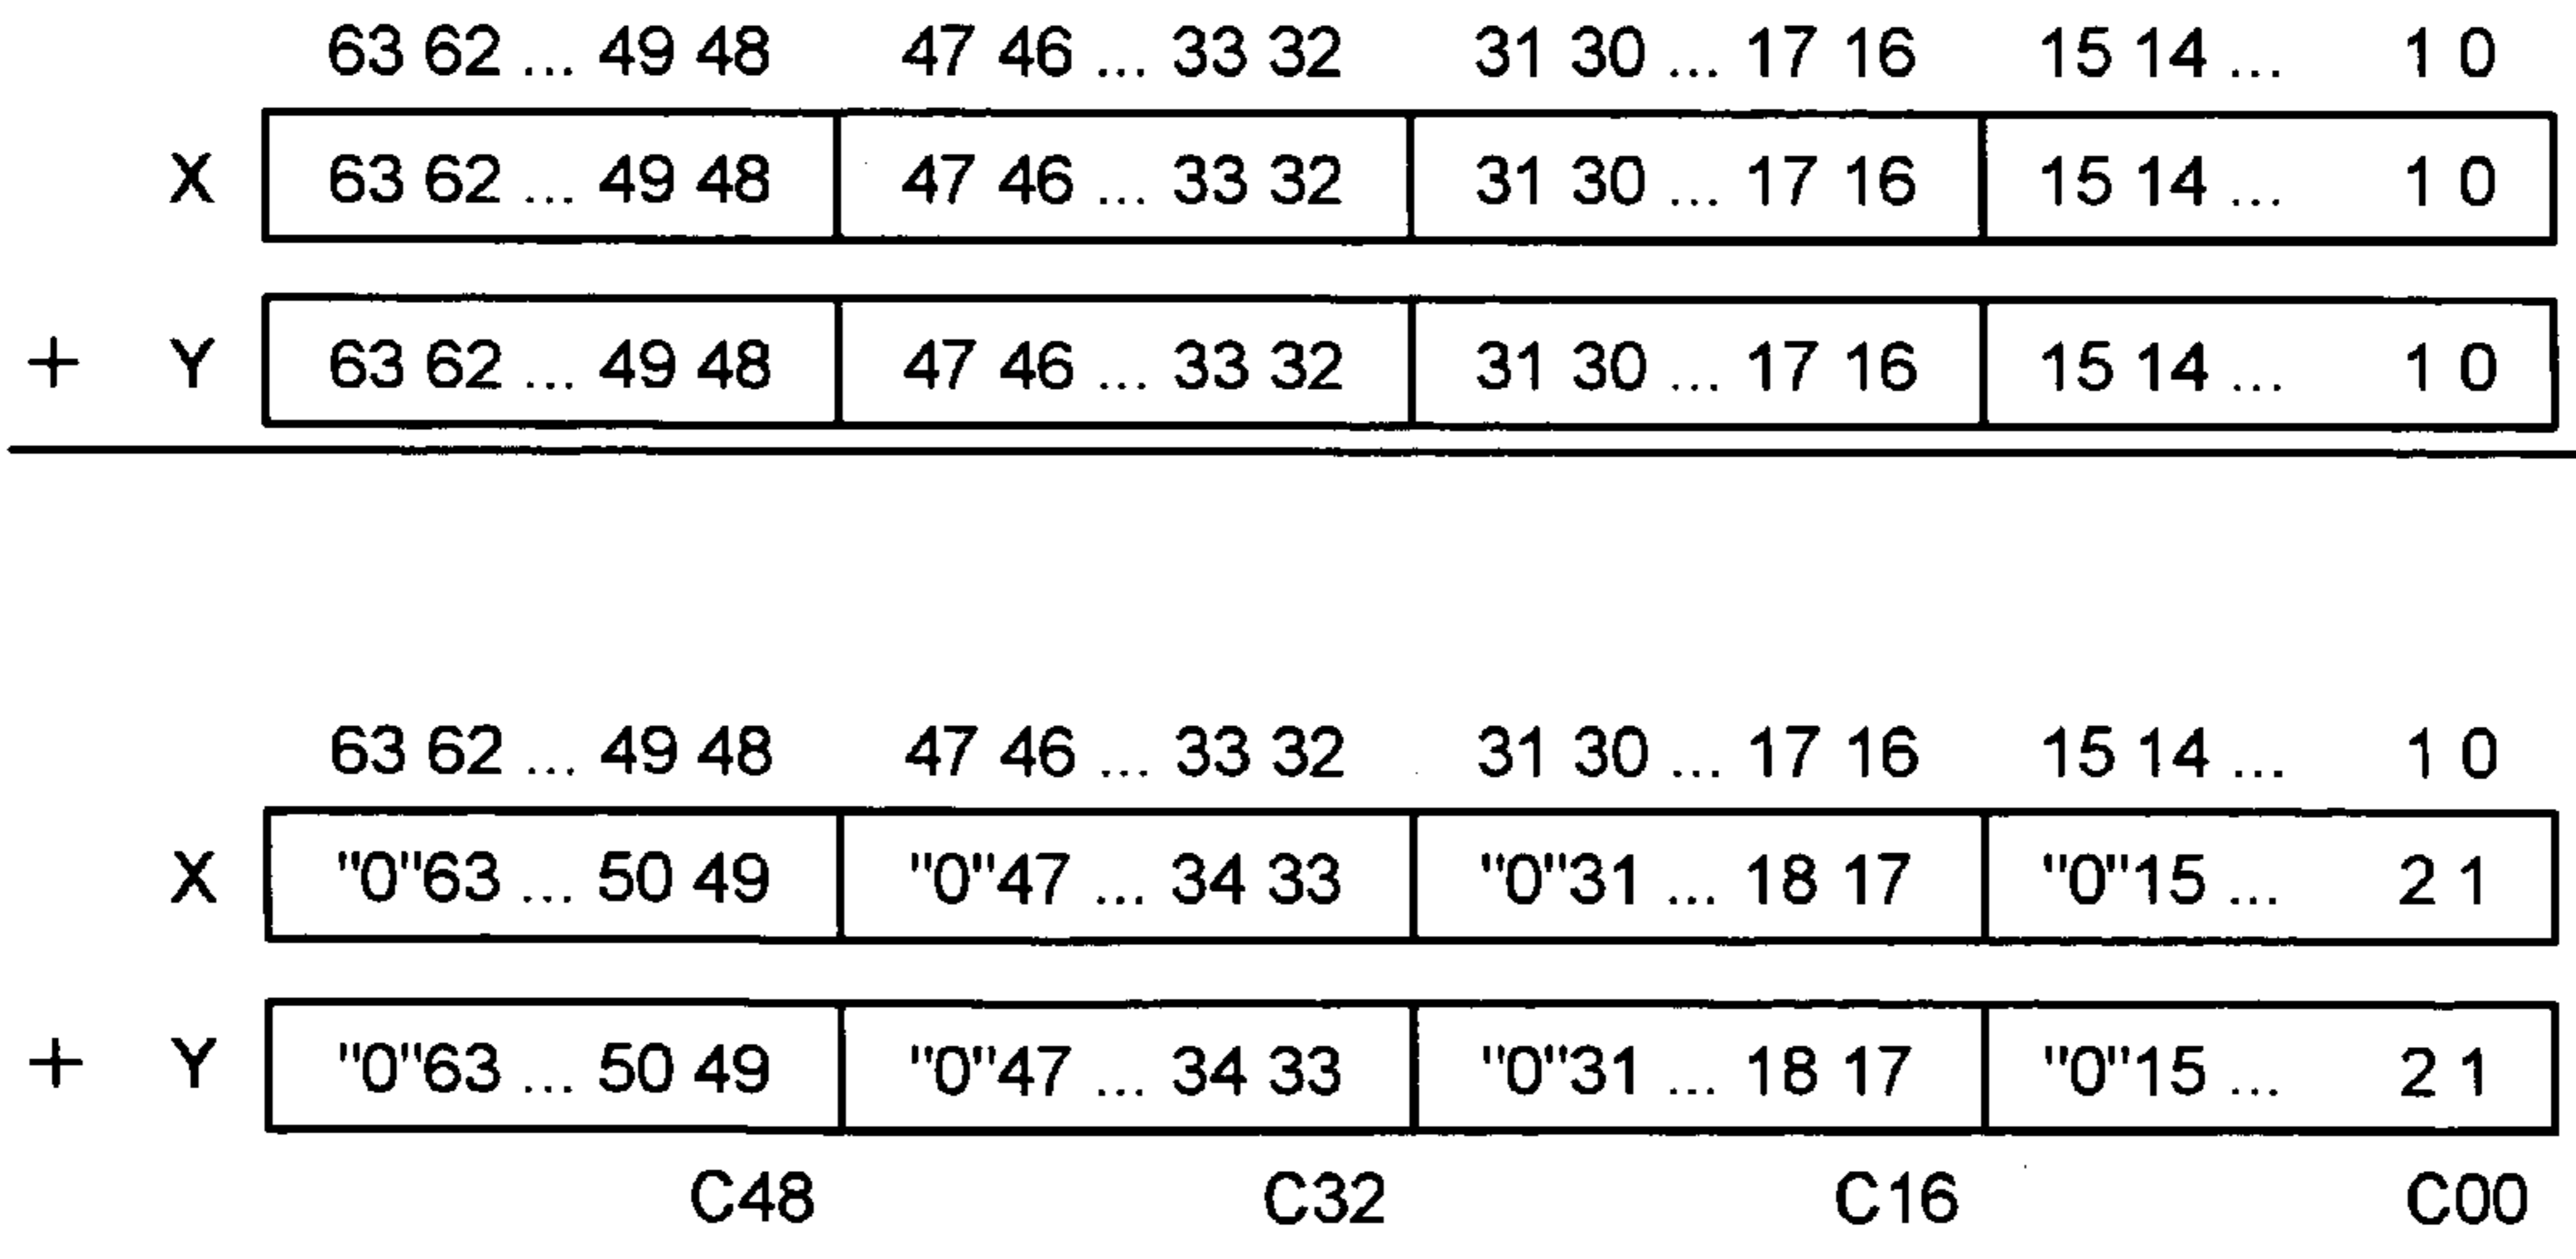 63 62 ... 49 48 47 46 ... 33 32 31 30 ... 17 16 15 14 ... 1 0
X 63 62 ... 49 48 47 46 ... 33 32 31 30 ... 17 16 15 14 ... 1 0
+ Y 63 62 ... 49 48 47 46 ... 33 32 31 30 ... 17 16 15 14 ... 1 0
63 62 ... 49 48 47 46 ... 33 32 31 30 ... 17 16 15 14 ... 1 0
X "0"63 ... 50 49 "0"47 ... 34 33 "0"31 ... 18 17 "0"15 ... 2 1
+ Y "0"63 ... 50 49 "0"47 ... 34 33 "0"31 ... 18 17 "0"15 ... 2 1
C48 C32 C16 C00